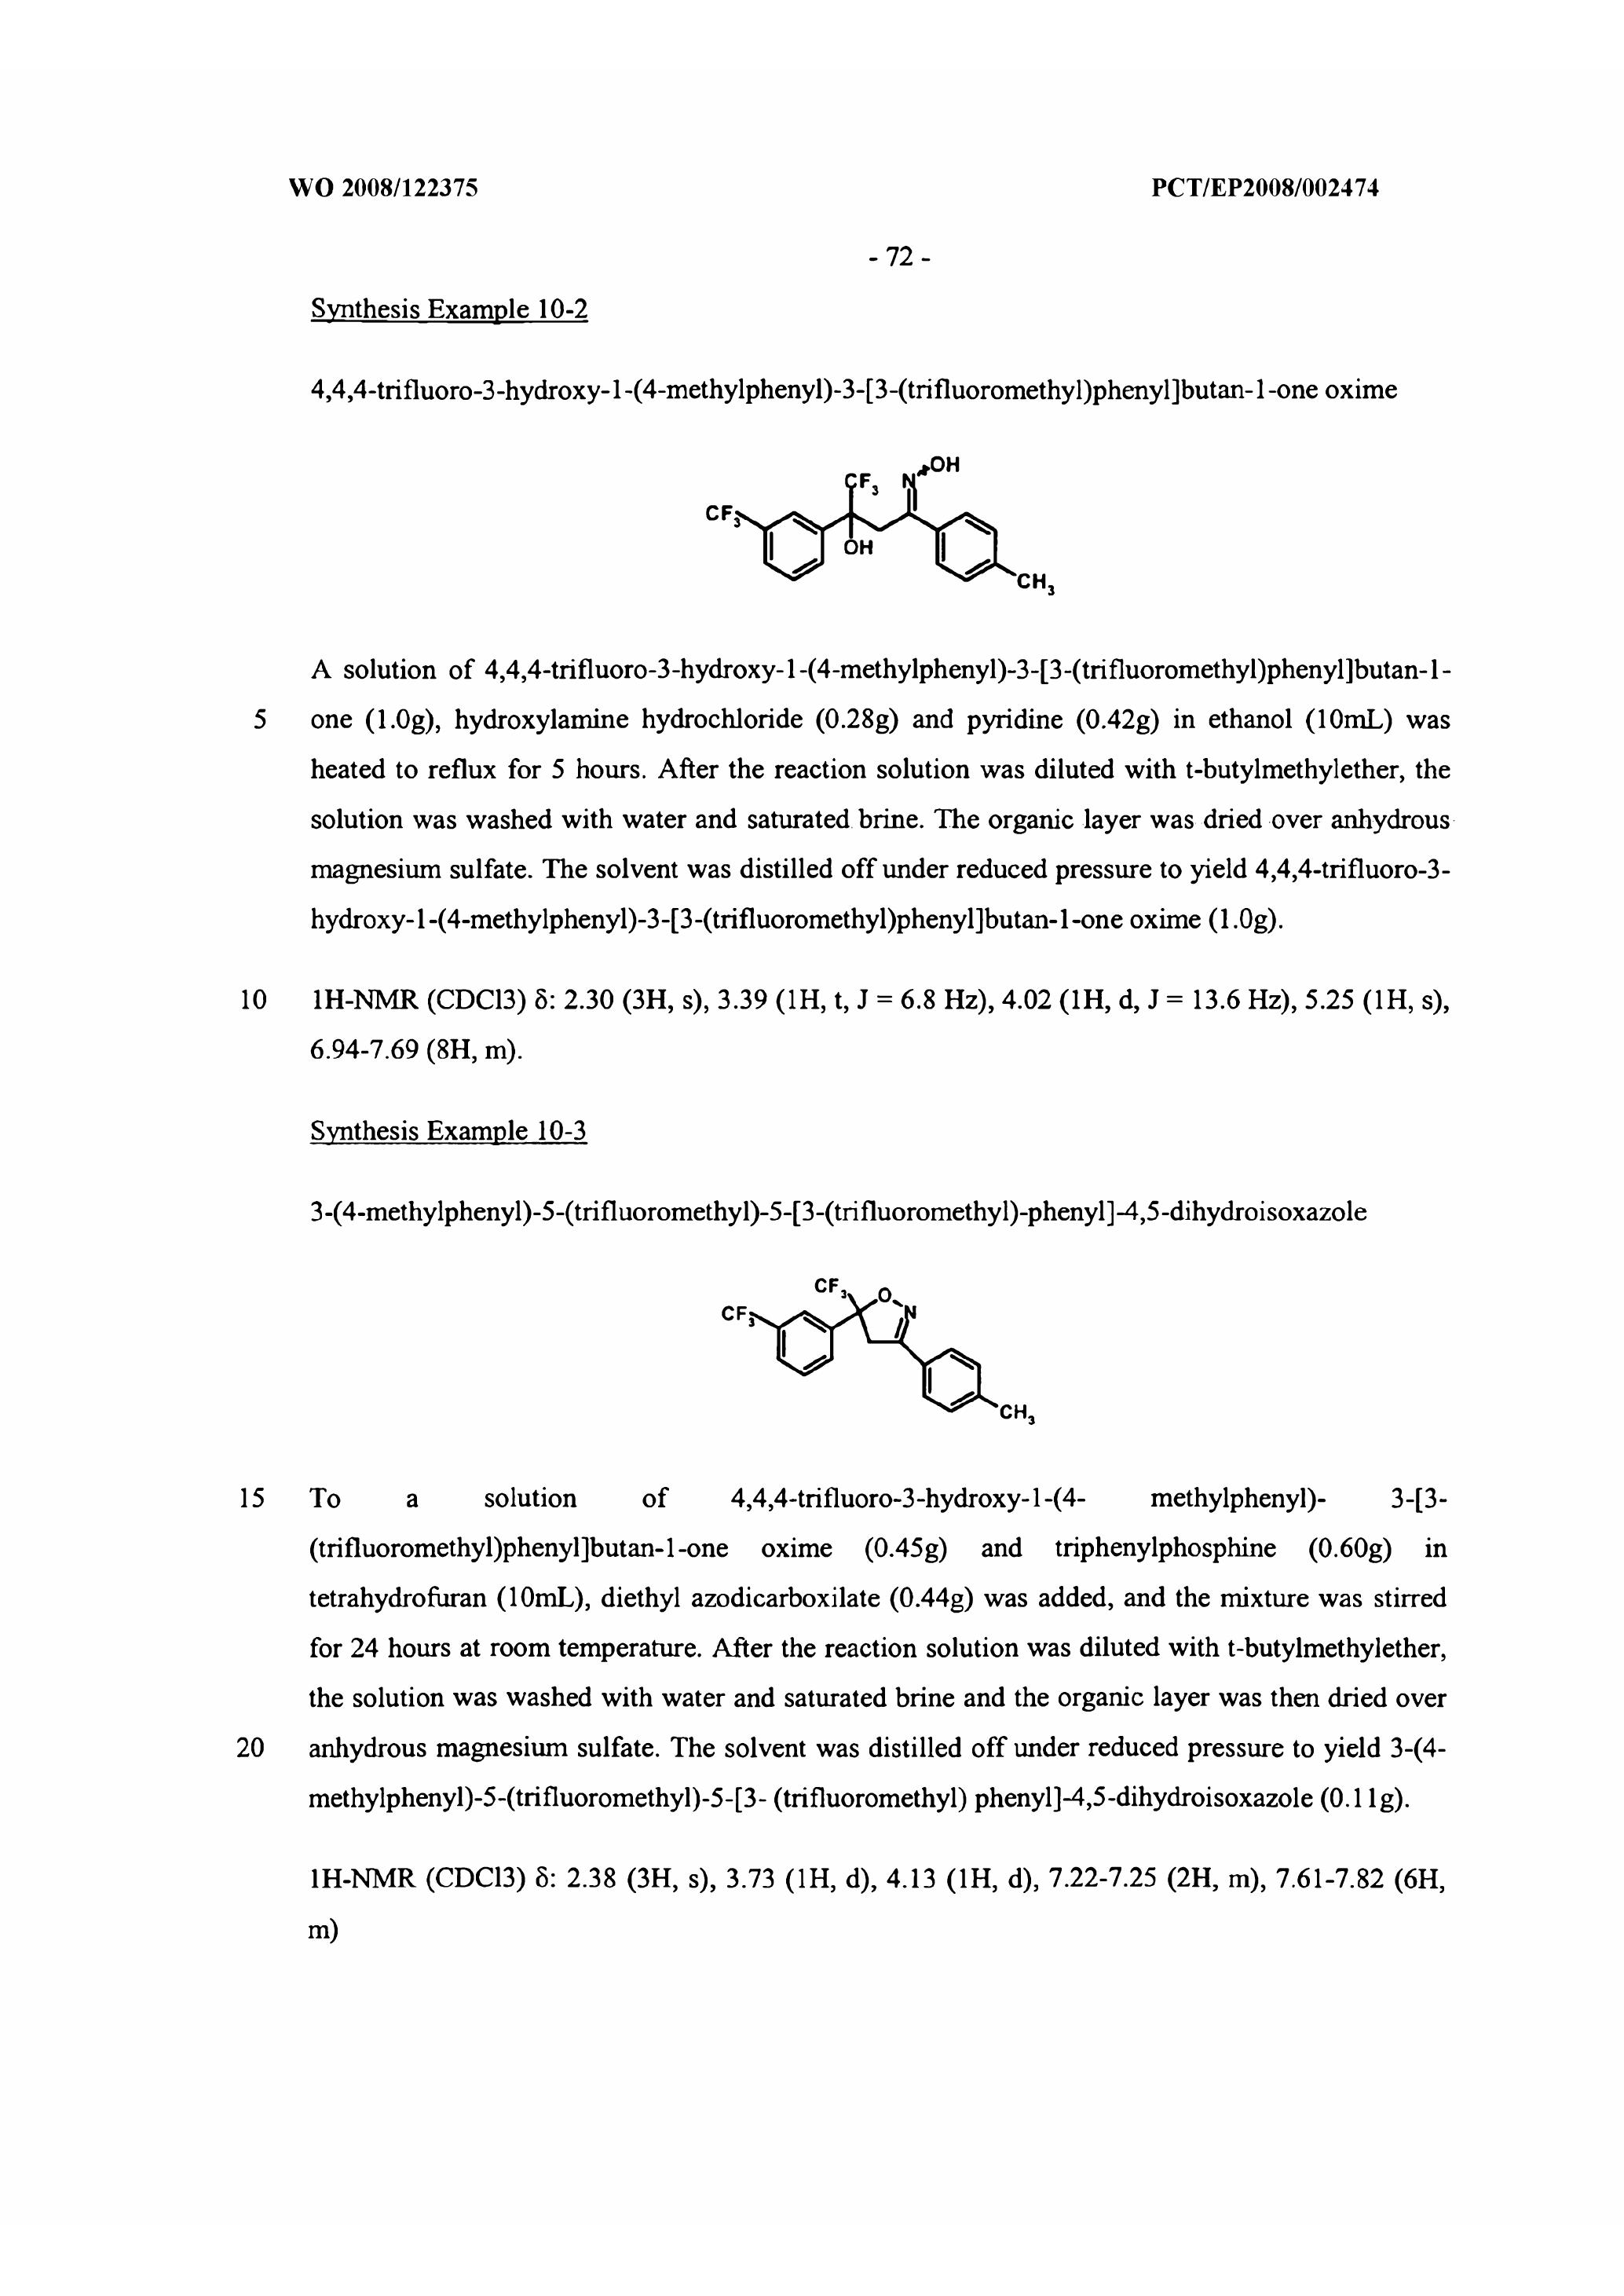 WO 2008/122375 PCT/EP2008/002474
- 72 -
Synthesis Example 10-2
4,4,4-trifluoro-3-hydroxy-1-(4-methylphenyl)-3-[3-(trifluoromethyl)phenyl]butan-1-one oxime
OH
CF3 N
CF3
OH
CH3
A solution of 4,4,4-trifluoro-3-hydroxy-1-(4-methylphenyl)-3-[3-(trifluoromethyl)phenyl]butan-1-
5 one (1.0g), hydroxylamine hydrochloride (0.28g) and pyridine (0.42g) in ethanol (10mL) was
heated to reflux for 5 hours. After the reaction solution was diluted with t-butylmethylether, the
solution was washed with water and saturated brine. The organic layer was dried over anhydrous
magnesium sulfate. The solvent was distilled off under reduced pressure to yield 4,4,4-trifluoro-3-
hydroxy-1-(4-methylphenyl)-3-[3-(trifluoromethyl)phenyl]butan-1-one oxime (1.0g).
10 1H-NMR (CDCl3) δ: 2.30 (3H, s), 3.39 (1H, t, J = 6.8 Hz), 4.02 (1H, d, J = 13.6 Hz), 5.25 (1H, s),
6.94-7.69 (8H, m).
Synthesis Example 10-3
3-(4-methylphenyl)-5-(trifluoromethyl)-5-[3-(trifluoromethyl)-phenyl]-4,5-dihydroisoxazole
CF3 O
CF3 N
CH3
15 To a solution of 4,4,4-trifluoro-3-hydroxy-1-(4- methylphenyl)- 3-[3-
(trifluoromethyl)phenyl]butan-1-one oxime (0.45g) and triphenylphosphine (0.60g) in
tetrahydrofuran (10mL), diethyl azodicarboxilate (0.44g) was added, and the mixture was stirred
for 24 hours at room temperature. After the reaction solution was diluted with t-butylmethylether,
the solution was washed with water and saturated brine and the organic layer was then dried over
20 anhydrous magnesium sulfate. The solvent was distilled off under reduced pressure to yield 3-(4-
methylphenyl)-5-(trifluoromethyl)-5-[3- (trifluoromethyl) phenyl]-4,5-dihydroisoxazole (0.11g).
1H-NMR (CDCl3) δ: 2.38 (3H, s), 3.73 (1H, d), 4.13 (1H, d), 7.22-7.25 (2H, m), 7.61-7.82 (6H,
m)